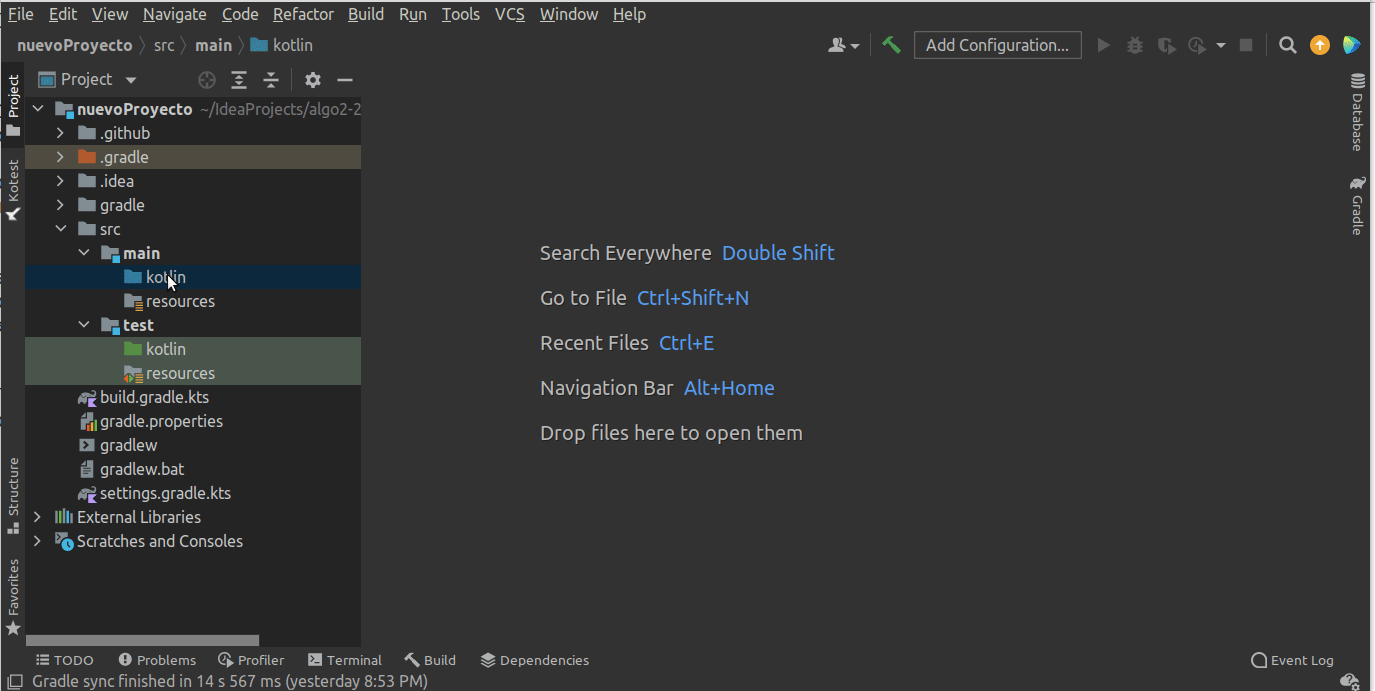 File Edit View Navigate Code Refactor Build Run Tools VCS Window Help
nuevoProyecto src main kotlin
Add Configuration...
Project
Project
Kotest
Structure
Favorites
nuevoProyecto ~/IdeaProjects/algo2-2
.github
.gradle
.idea
gradle
src
main
kotlin
resources
test
kotlin
resources
build.gradle.kts
gradle.properties
gradlew
gradlew.bat
settings.gradle.kts
External Libraries
Scratches and Consoles
Search Everywhere Double Shift
Go to File Ctrl+Shift+N
Recent Files Ctrl+E
Navigation Bar Alt+Home
Drop files here to open them
Database
Gradle
TODO Problems Profiler Terminal Build Dependencies Event Log
Gradle sync finished in 14 s 567 ms (yesterday 8:53 PM)